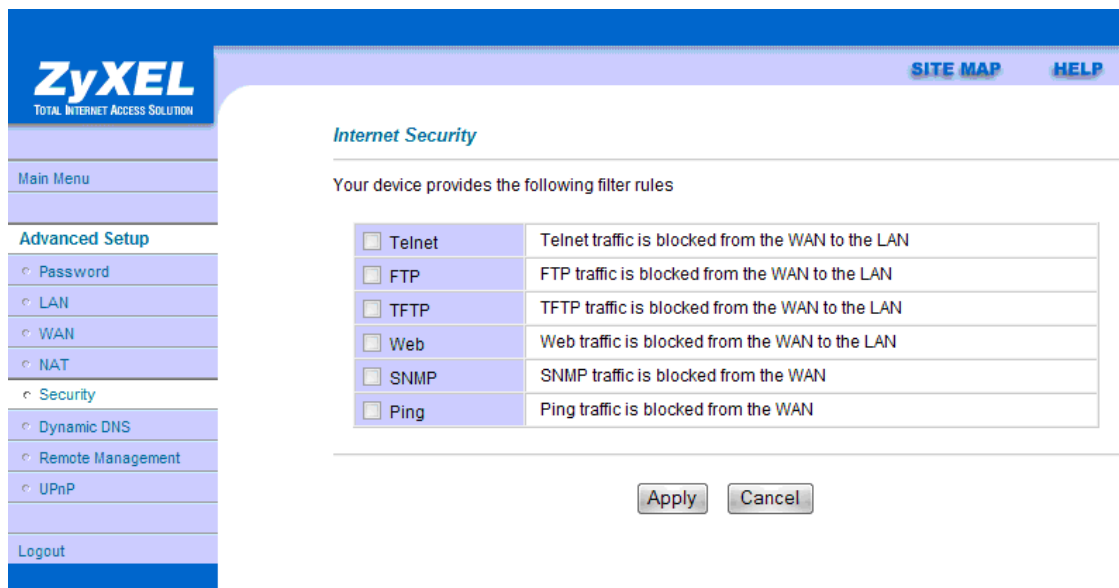 ZyXEL
TOTAL INTERNET ACCESS SOLUTION
SITE MAP HELP
Main Menu
Advanced Setup
Password
LAN
WAN
NAT
Security
Dynamic DNS
Remote Management
UPnP
Logout
Internet Security
Your device provides the following filter rules
Telnet Telnet traffic is blocked from the WAN to the LAN
FTP FTP traffic is blocked from the WAN to the LAN
TFTP TFTP traffic is blocked from the WAN to the LAN
Web Web traffic is blocked from the WAN to the LAN
SNMP SNMP traffic is blocked from the WAN
Ping Ping traffic is blocked from the WAN
Apply Cancel